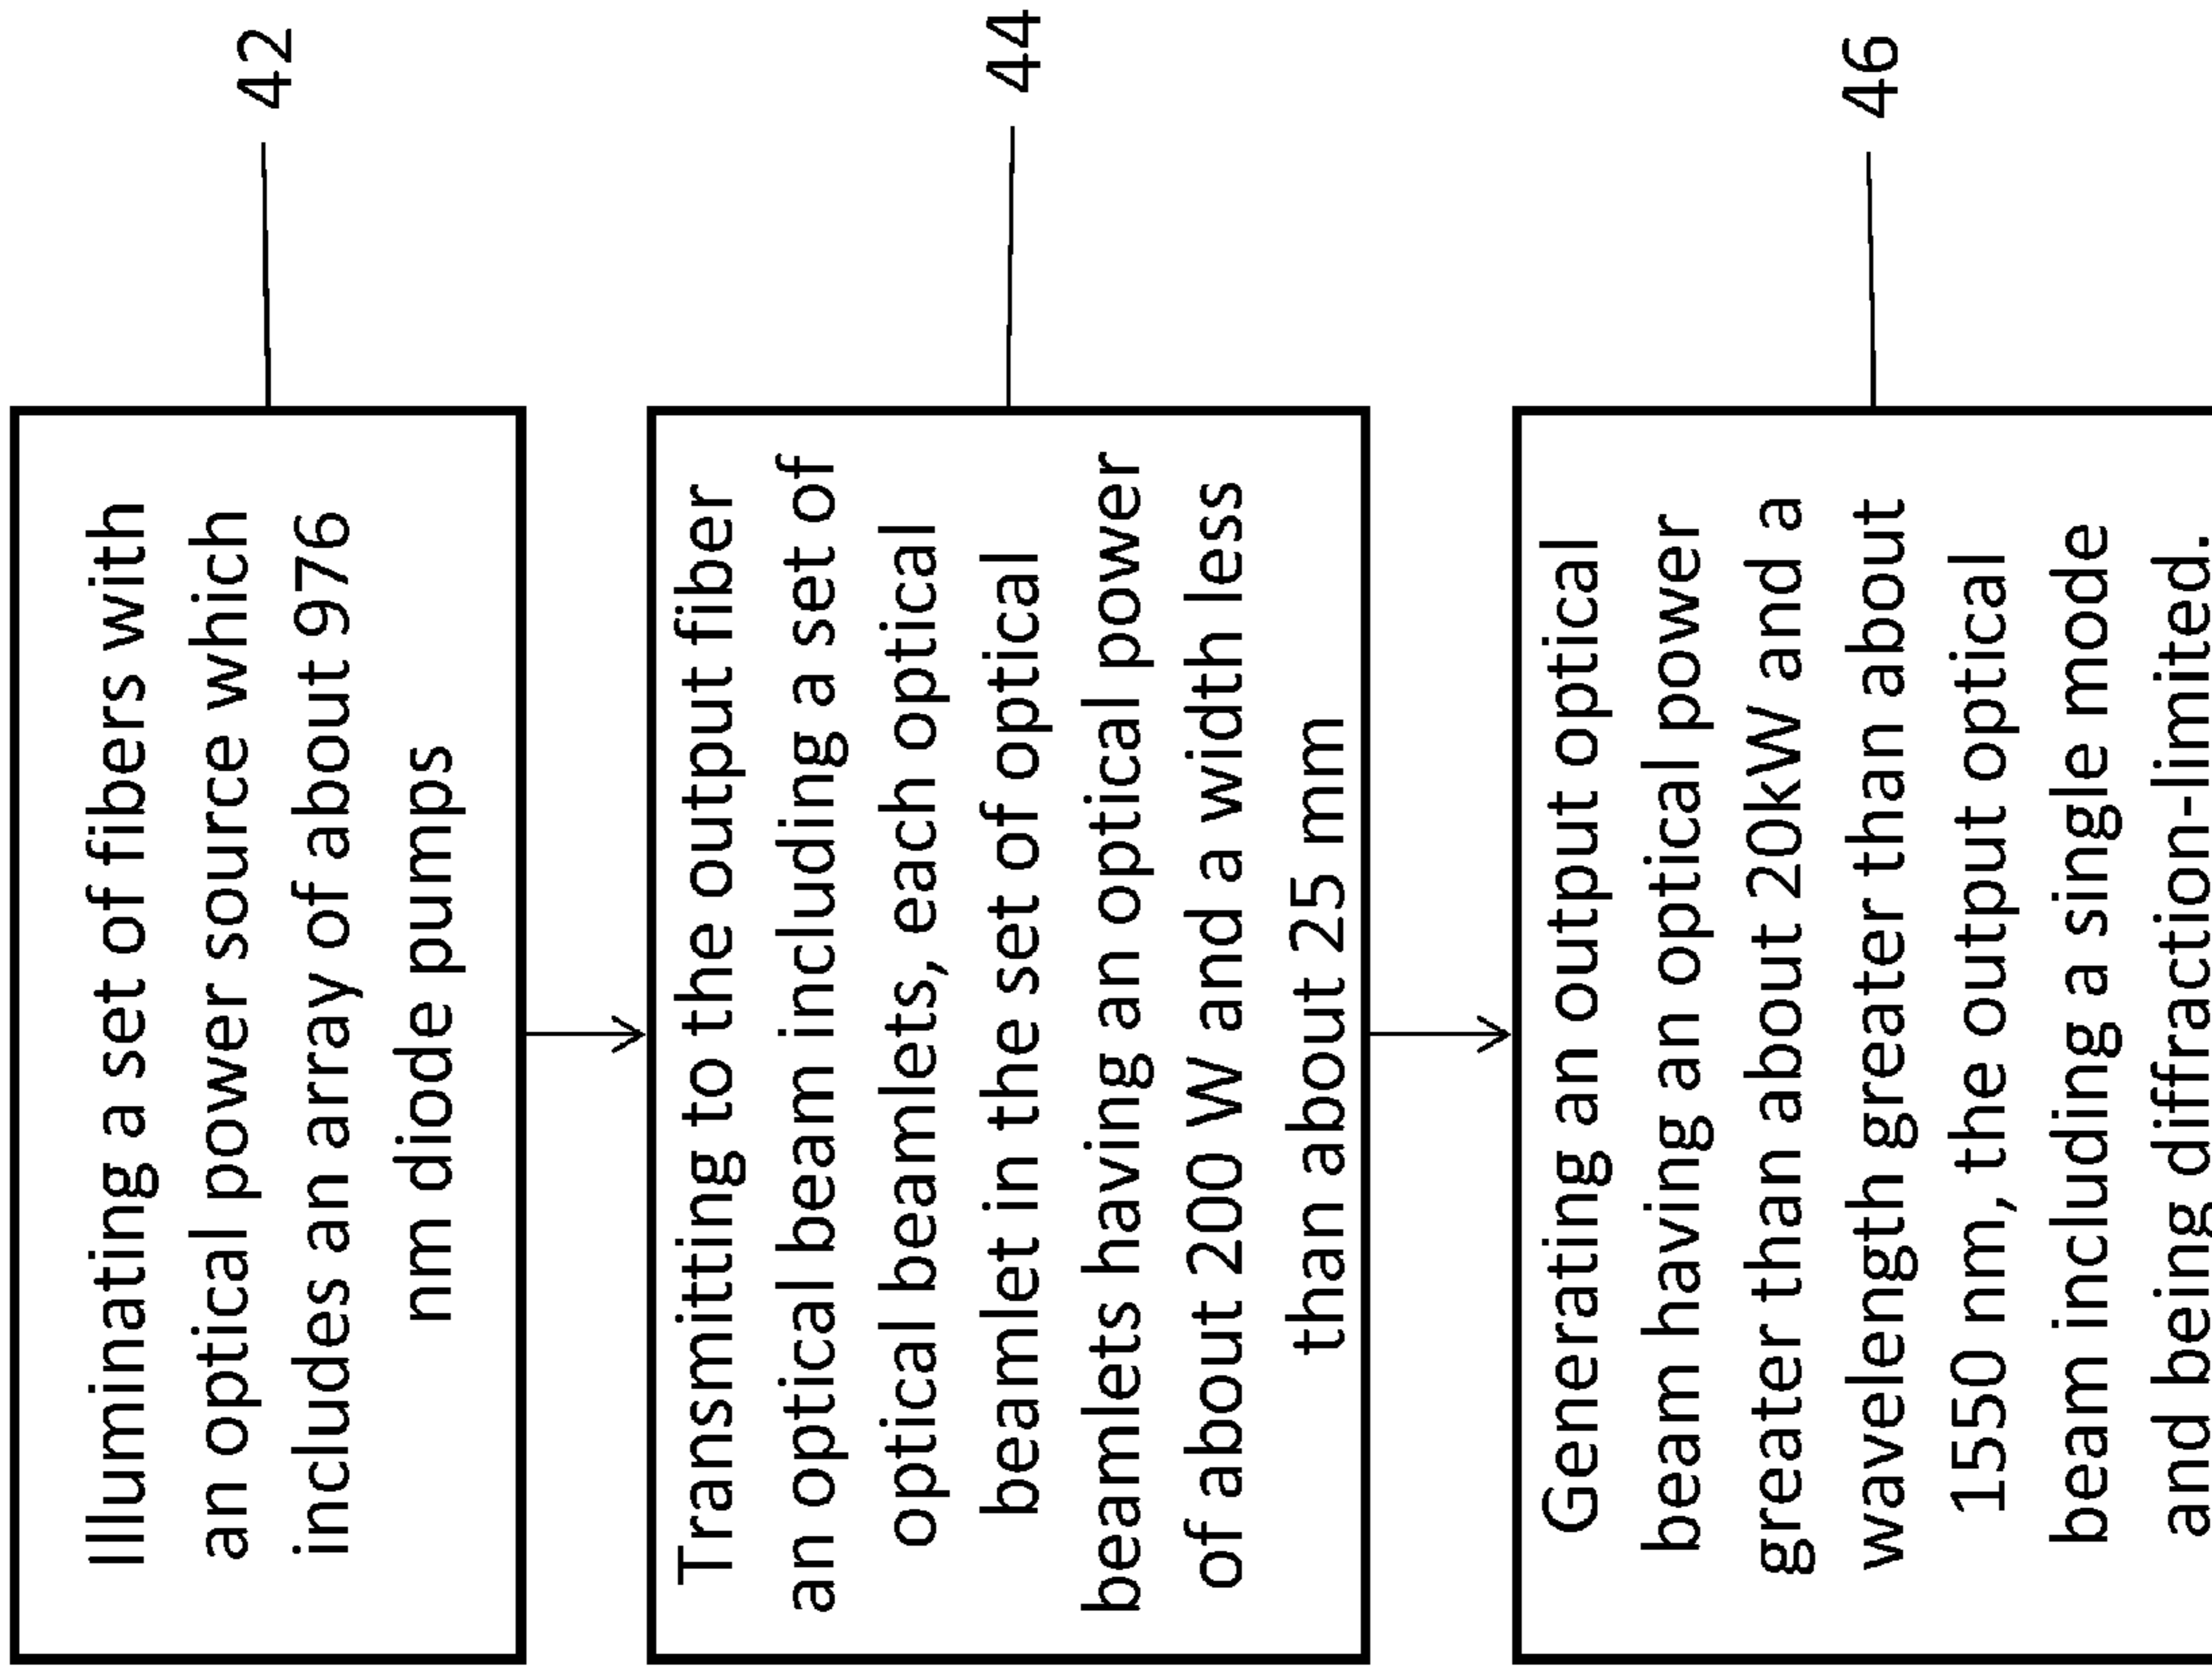 Illuminating a set of fibers with
an optical power source which
includes an array of about 976
nm diode pumps
42
Transmitting to the output fiber
an optical beam including a set of
optical beamlets, each optical
beamlet in the set of optical
beamlets having an optical power
of about 200 W and a width less
than about 25 mm
44
Generating an output optical
beam having an optical power
greater than about 20kW and a
wavelength greater than about
1550 nm, the output optical
beam including a single mode
and being diffraction-limited.
46